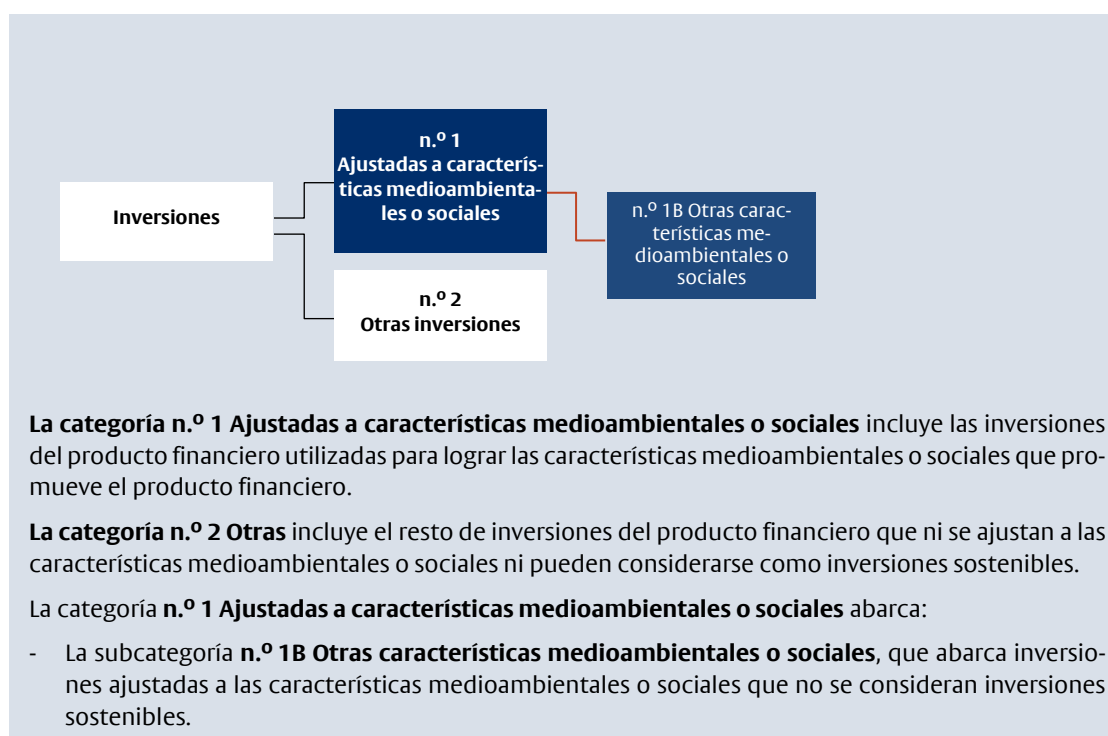 n.º 1
Ajustadas a caracterís-
ticas medioambienta-
les o sociales
Inversiones
n.º 1B Otras carac-
terísticas me-
dioambientales o
sociales
n.º 2
Otras inversiones
La categoría n.º 1 Ajustadas a características medioambientales o sociales incluye las inversiones
del producto financiero utilizadas para lograr las características medioambientales o sociales que pro-
mueve el producto financiero.
La categoría n.º 2 Otras incluye el resto de inversiones del producto financiero que ni se ajustan a las
características medioambientales o sociales ni pueden considerarse como inversiones sostenibles.
La categoría n.º 1 Ajustadas a características medioambientales o sociales abarca:
- La subcategoría n.º 1B Otras características medioambientales o sociales, que abarca inversio-
nes ajustadas a las características medioambientales o sociales que no se consideran inversiones
sostenibles.